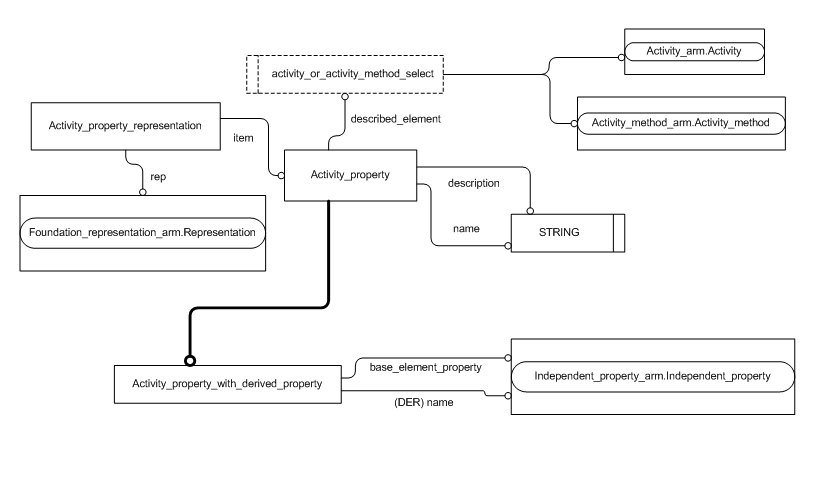 Activity_arm.Activity
activity_or_activity_method_select
Activity_method_arm.Activity_method
described_element
Activity_property_representation
item
Activity_property
rep
description
name
Foundation_representation_arm.Representation
STRING
base_element_property
Independent_property_arm.Independent_property
Activity_property_with_derived_property
(DER) name